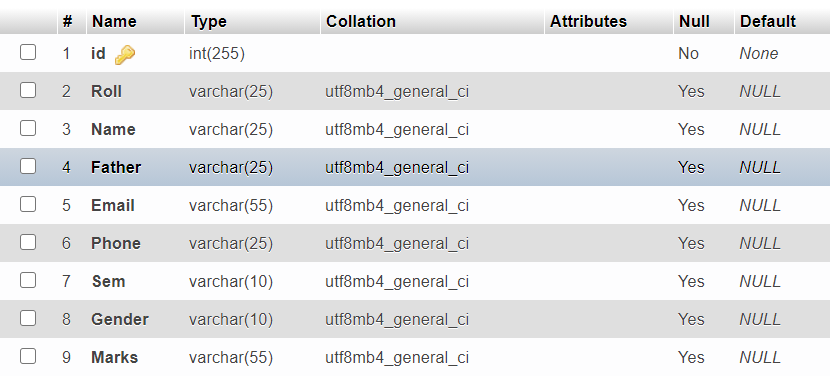 # Name Type Collation Attributes Null Default
1 id int(255) No None
2 Roll varchar(25) utf8mb4_general_ci Yes NULL
3 Name varchar(25) utf8mb4_general_ci Yes NULL
4 Father varchar(25) utf8mb4_general_ci Yes NULL
5 Email varchar(55) utf8mb4_general_ci Yes NULL
6 Phone varchar(25) utf8mb4_general_ci Yes NULL
7 Sem varchar(10) utf8mb4_general_ci Yes NULL
8 Gender varchar(10) utf8mb4_general_ci Yes NULL
9 Marks varchar(55) utf8mb4_general_ci Yes NULL